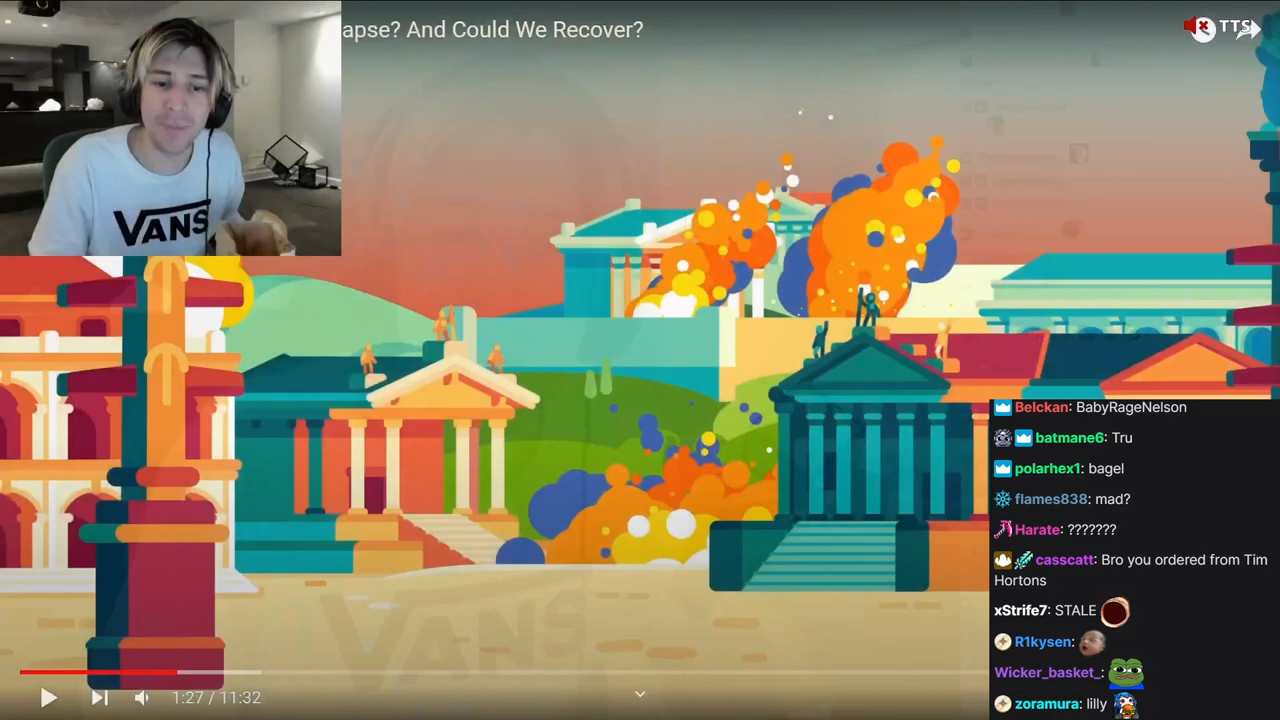 apse? And Could We Recover?
TTS
VANS
VANS
1:27 / 11:32
Belckan: BabyRageNelson
batmane6: Tru
polarhex1: bagel
flames838: mad?
Harate: ???????
casscatt: Bro you ordered from Tim
Hortons
xStrife7: STALE
R1kysen:
Wicker_basket_:
zoramura: lilly